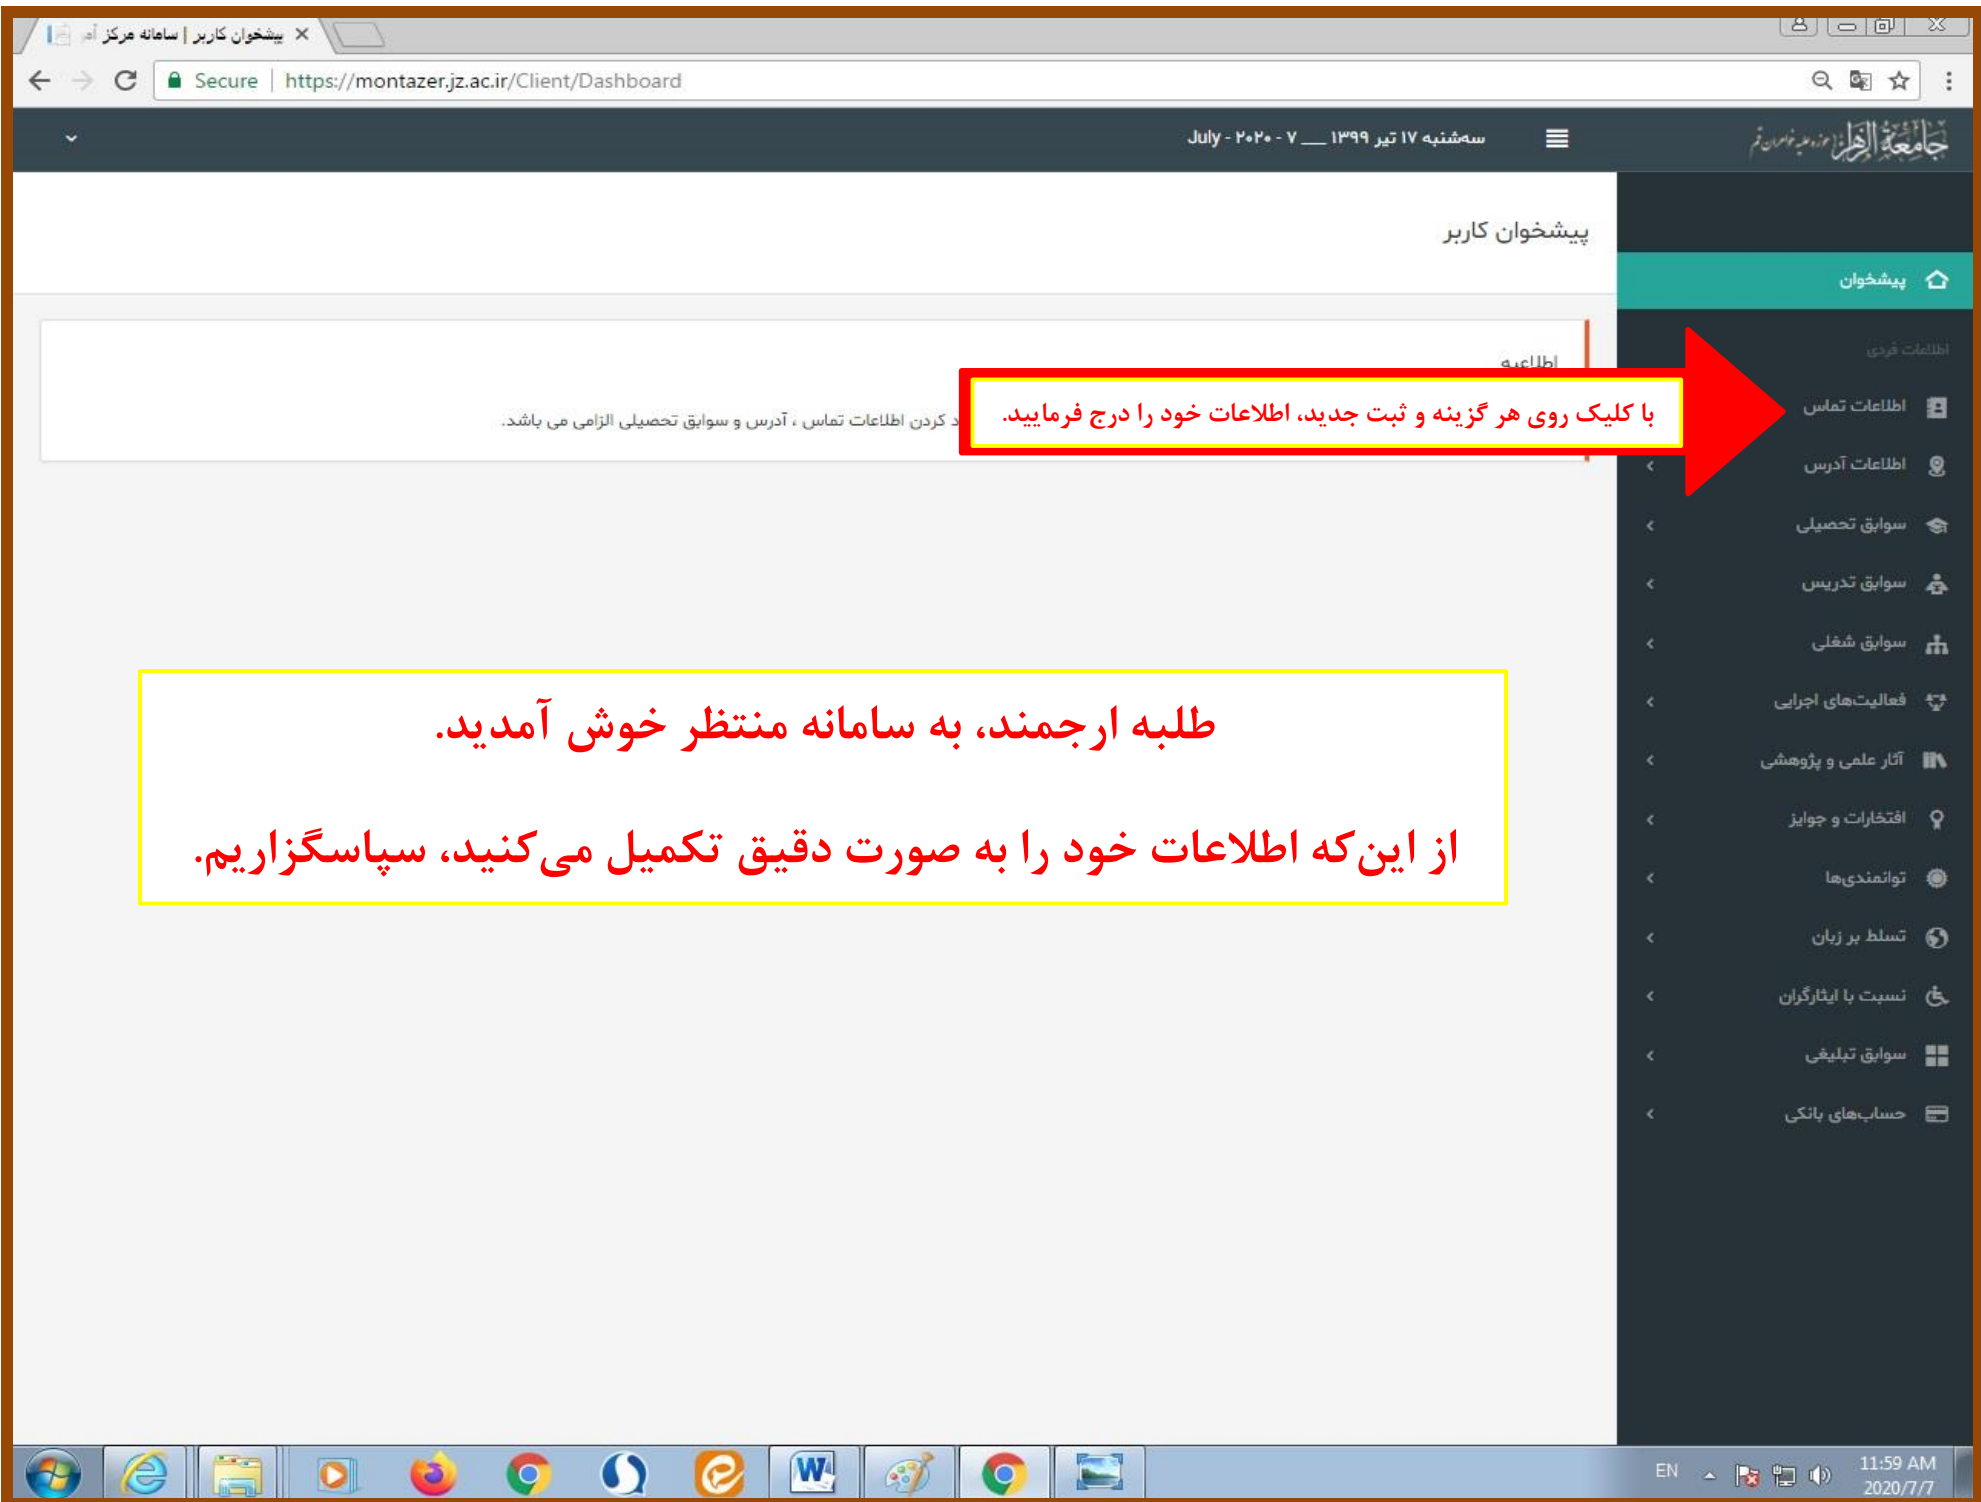 پیشخوان کاربر | سامانه مرکز آمر
Secure | https://montazer.jz.ac.ir/Client/Dashboard
جامعة الزهرا
سه‌شنبه ۱۷ تیر ۱۳۹۹ ___ ۷ - July - ۲۰۲۰
پیشخوان کاربر
پیشخوان
اطلاعات فردی
اطلاعات تماس
اطلاعات آدرس
سوابق تحصیلی
سوابق تدریس
سوابق شغلی
فعالیت‌های اجرایی
آثار علمی و پژوهشی
افتخارات و جوایز
توانمندی‌ها
تسلط بر زبان
نسبت با ایثارگران
سوابق تبلیغی
حساب‌های بانکی
اطلاعیه
با کلیک روی هر گزینه و ثبت جدید، اطلاعات خود را درج فرمایید.
د کردن اطلاعات تماس ، آدرس و سوابق تحصیلی الزامی می باشد.
طلبه ارجمند، به سامانه منتظر خوش آمدید.
از این‌که اطلاعات خود را به صورت دقیق تکمیل می‌کنید، سپاسگزاریم.
EN
11:59 AM
2020/7/7